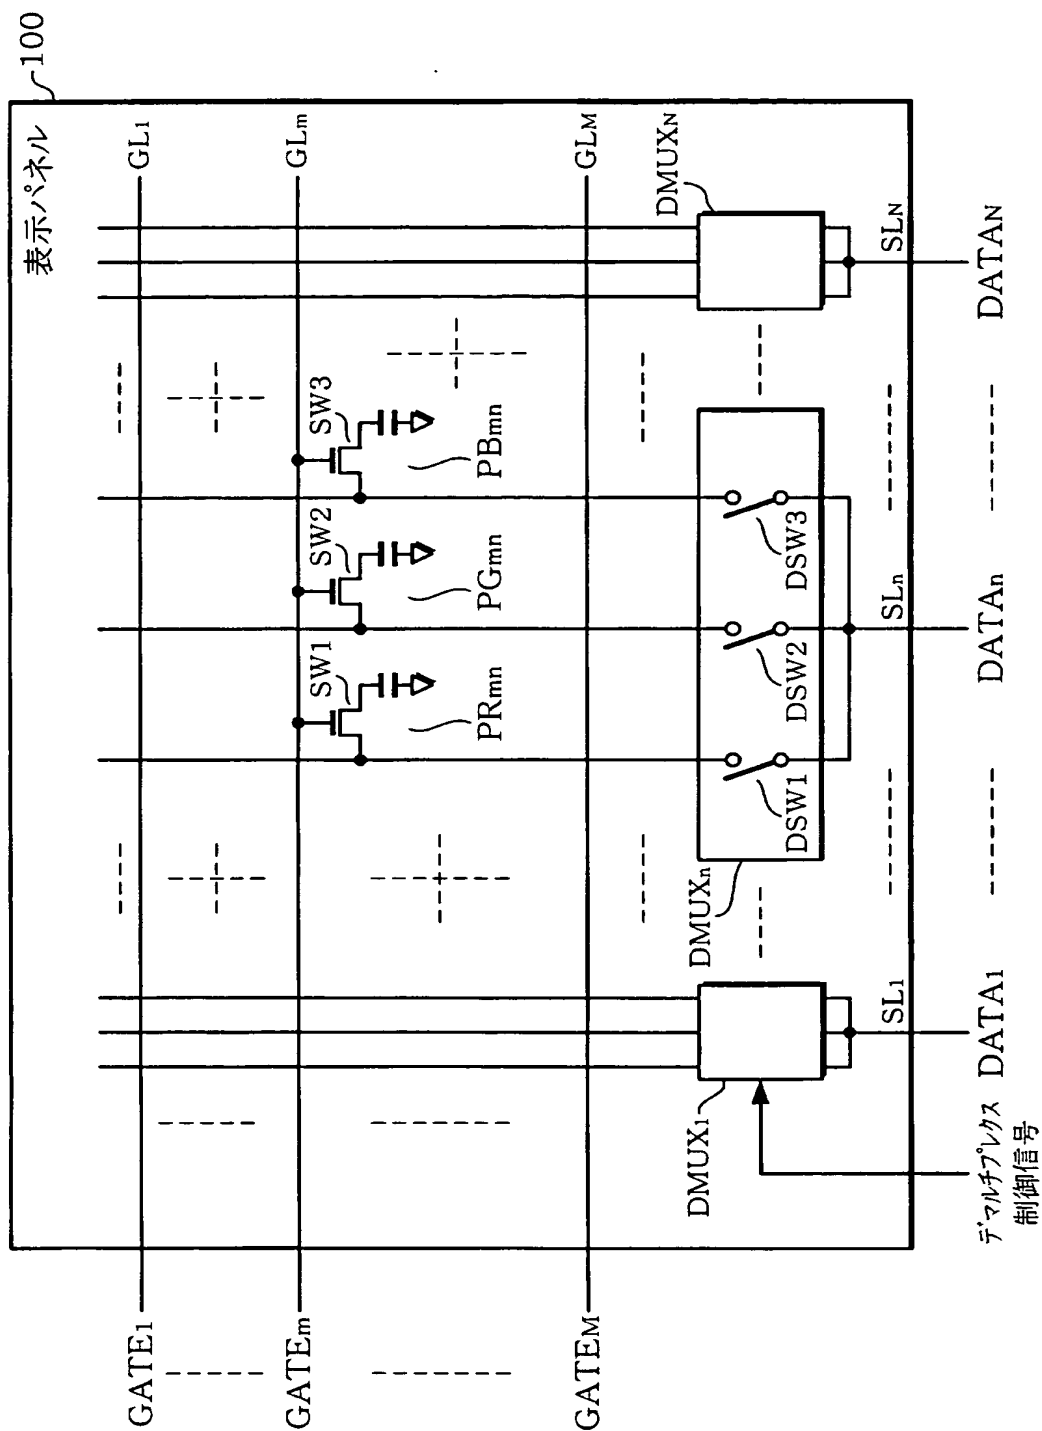 100
表示パネル
GL1
GLm
GLM
SW1
SW2
SW3
PRmn
PGmn
PBmn
DMUX1
DMUXn
DMUXN
DSW1
DSW2
DSW3
SL1
SLn
SLN
GATE1
GATEm
GATEM
デマルチプレクス
制御信号
DATA1
DATAn
DATAN